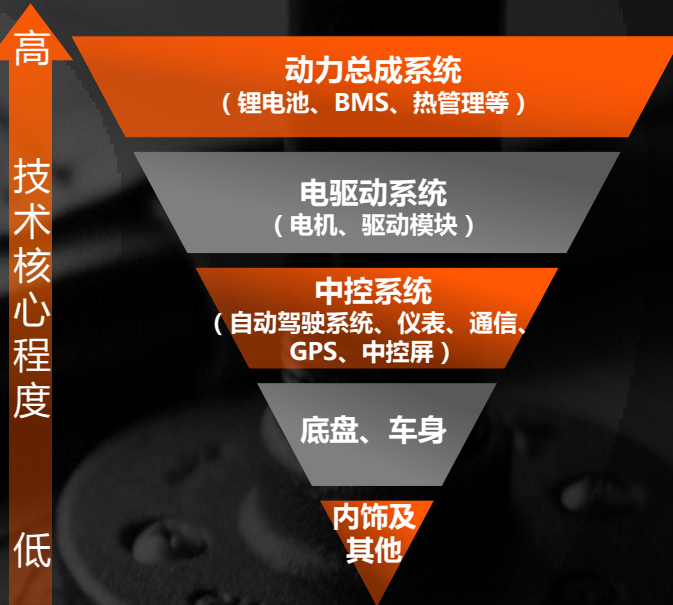 高
技术核心程度
低
动力总成系统
（锂电池、BMS、热管理等）
电驱动系统
（电机、驱动模块）
中控系统
（自动驾驶系统、仪表、通信、
GPS、中控屏）
底盘、车身
内饰及
其他